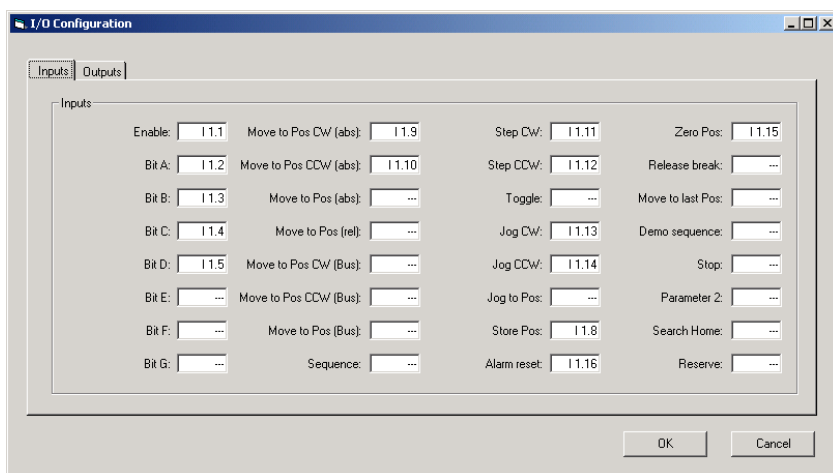 I/O Configuration
Inputs Outputs
Inputs
Enable: I 1.1 Move to Pos CW (abs): I 1.9 Step CW: I 1.11 Zero Pos: I 1.15
Bit A: I 1.2 Move to Pos CCW (abs): I 1.10 Step CCW: I 1.12 Release break: ---
Bit B: I 1.3 Move to Pos (abs): --- Toggle: --- Move to last Pos: ---
Bit C: I 1.4 Move to Pos (rel): --- Jog CW: I 1.13 Demo sequence: ---
Bit D: I 1.5 Move to Pos CW (Bus): --- Jog CCW: I 1.14 Stop: ---
Bit E: --- Move to Pos CCW (Bus): --- Jog to Pos: --- Parameter 2: ---
Bit F: --- Move to Pos (Bus): --- Store Pos: I 1.8 Search Home: ---
Bit G: --- Sequence: --- Alarm reset: I 1.16 Reserve: ---
OK Cancel